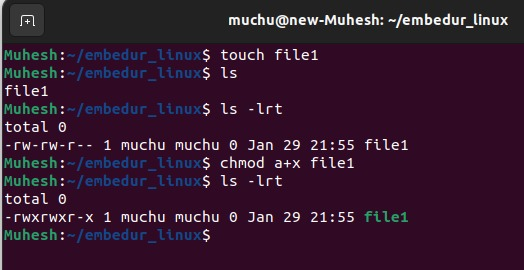 muchu@new-Muhesh: ~/embedur_linux
Muhesh:~/embedur_linux$ touch file1
Muhesh:~/embedur_linux$ ls
file1
Muhesh:~/embedur_linux$ ls -lrt
total 0
-rw-rw-r-- 1 muchu muchu 0 Jan 29 21:55 file1
Muhesh:~/embedur_linux$ chmod a+x file1
Muhesh:~/embedur_linux$ ls -lrt
total 0
-rwxrwxr-x 1 muchu muchu 0 Jan 29 21:55 file1
Muhesh:~/embedur_linux$